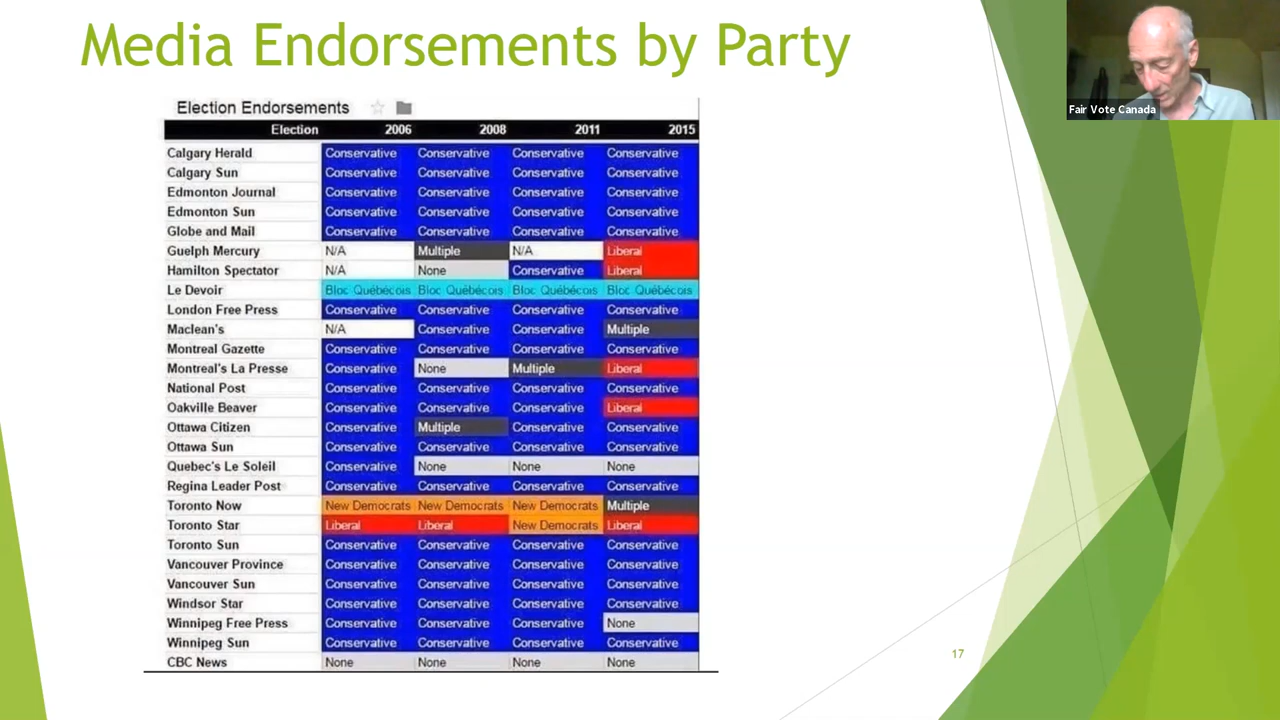 Media Endorsements by Party
Fair Vote Canada
Election Endorsements
Election 2006 2008 2011 2015
Calgary Herald Conservative Conservative Conservative Conservative
Calgary Sun Conservative Conservative Conservative Conservative
Edmonton Journal Conservative Conservative Conservative Conservative
Edmonton Sun Conservative Conservative Conservative Conservative
Globe and Mail Conservative Conservative Conservative Conservative
Guelph Mercury N/A Multiple N/A Liberal
Hamilton Spectator N/A None Conservative Liberal
Le Devoir Bloc Québécois Bloc Québécois Bloc Québécois Bloc Québécois
London Free Press Conservative Conservative Conservative Conservative
Maclean's N/A Conservative Conservative Multiple
Montreal Gazette Conservative Conservative Conservative Conservative
Montreal's La Presse Conservative None Multiple Liberal
National Post Conservative Conservative Conservative Conservative
Oakville Beaver Conservative Conservative Conservative Liberal
Ottawa Citizen Conservative Multiple Conservative Conservative
Ottawa Sun Conservative Conservative Conservative Conservative
Quebec's Le Soleil Conservative None None None
Regina Leader Post Conservative Conservative Conservative Conservative
Toronto Now New Democrats New Democrats New Democrats Multiple
Toronto Star Liberal Liberal New Democrats Liberal
Toronto Sun Conservative Conservative Conservative Conservative
Vancouver Province Conservative Conservative Conservative Conservative
Vancouver Sun Conservative Conservative Conservative Conservative
Windsor Star Conservative Conservative Conservative Conservative
Winnipeg Free Press Conservative Conservative Conservative None
Winnipeg Sun Conservative Conservative Conservative Conservative
CBC News None None None None
17